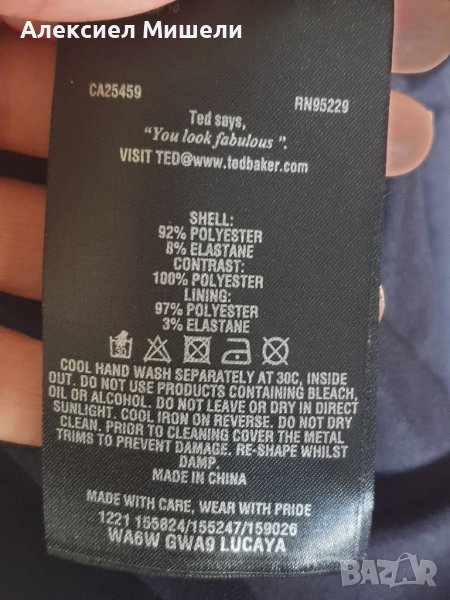 Алексиел Мишели
CA25459
RN95229
Ted says,
"You look fabulous".
VISIT TED@www.tedbaker.com
SHELL:
92% POLYESTER
8% ELASTANE
CONTRAST:
100% POLYESTER
LINING:
97% POLYESTER
3% ELASTANE
COOL HAND WASH SEPARATELY AT 30C, INSIDE
OUT. DO NOT USE PRODUCTS CONTAINING BLEACH,
OIL OR ALCOHOL. DO NOT LEAVE OR DRY IN DIRECT
SUNLIGHT. COOL IRON ON REVERSE. DO NOT DRY
CLEAN. PRIOR TO CLEANING COVER THE METAL
TRIMS TO PREVENT DAMAGE. RE-SHAPE WHILST
DAMP.
MADE IN CHINA
MADE WITH CARE, WEAR WITH PRIDE
1221 155824/155247/159026
WA6W GWA9 LUCAYA
BAZAR